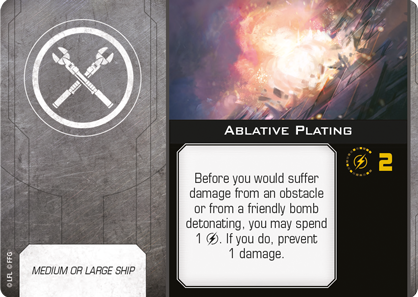 ABLATIVE PLATING
2
Before you would suffer
damage from an obstacle
or from a friendly bomb
detonating, you may spend
1 . If you do, prevent
1 damage.
MEDIUM OR LARGE SHIP
© LFL © FFG